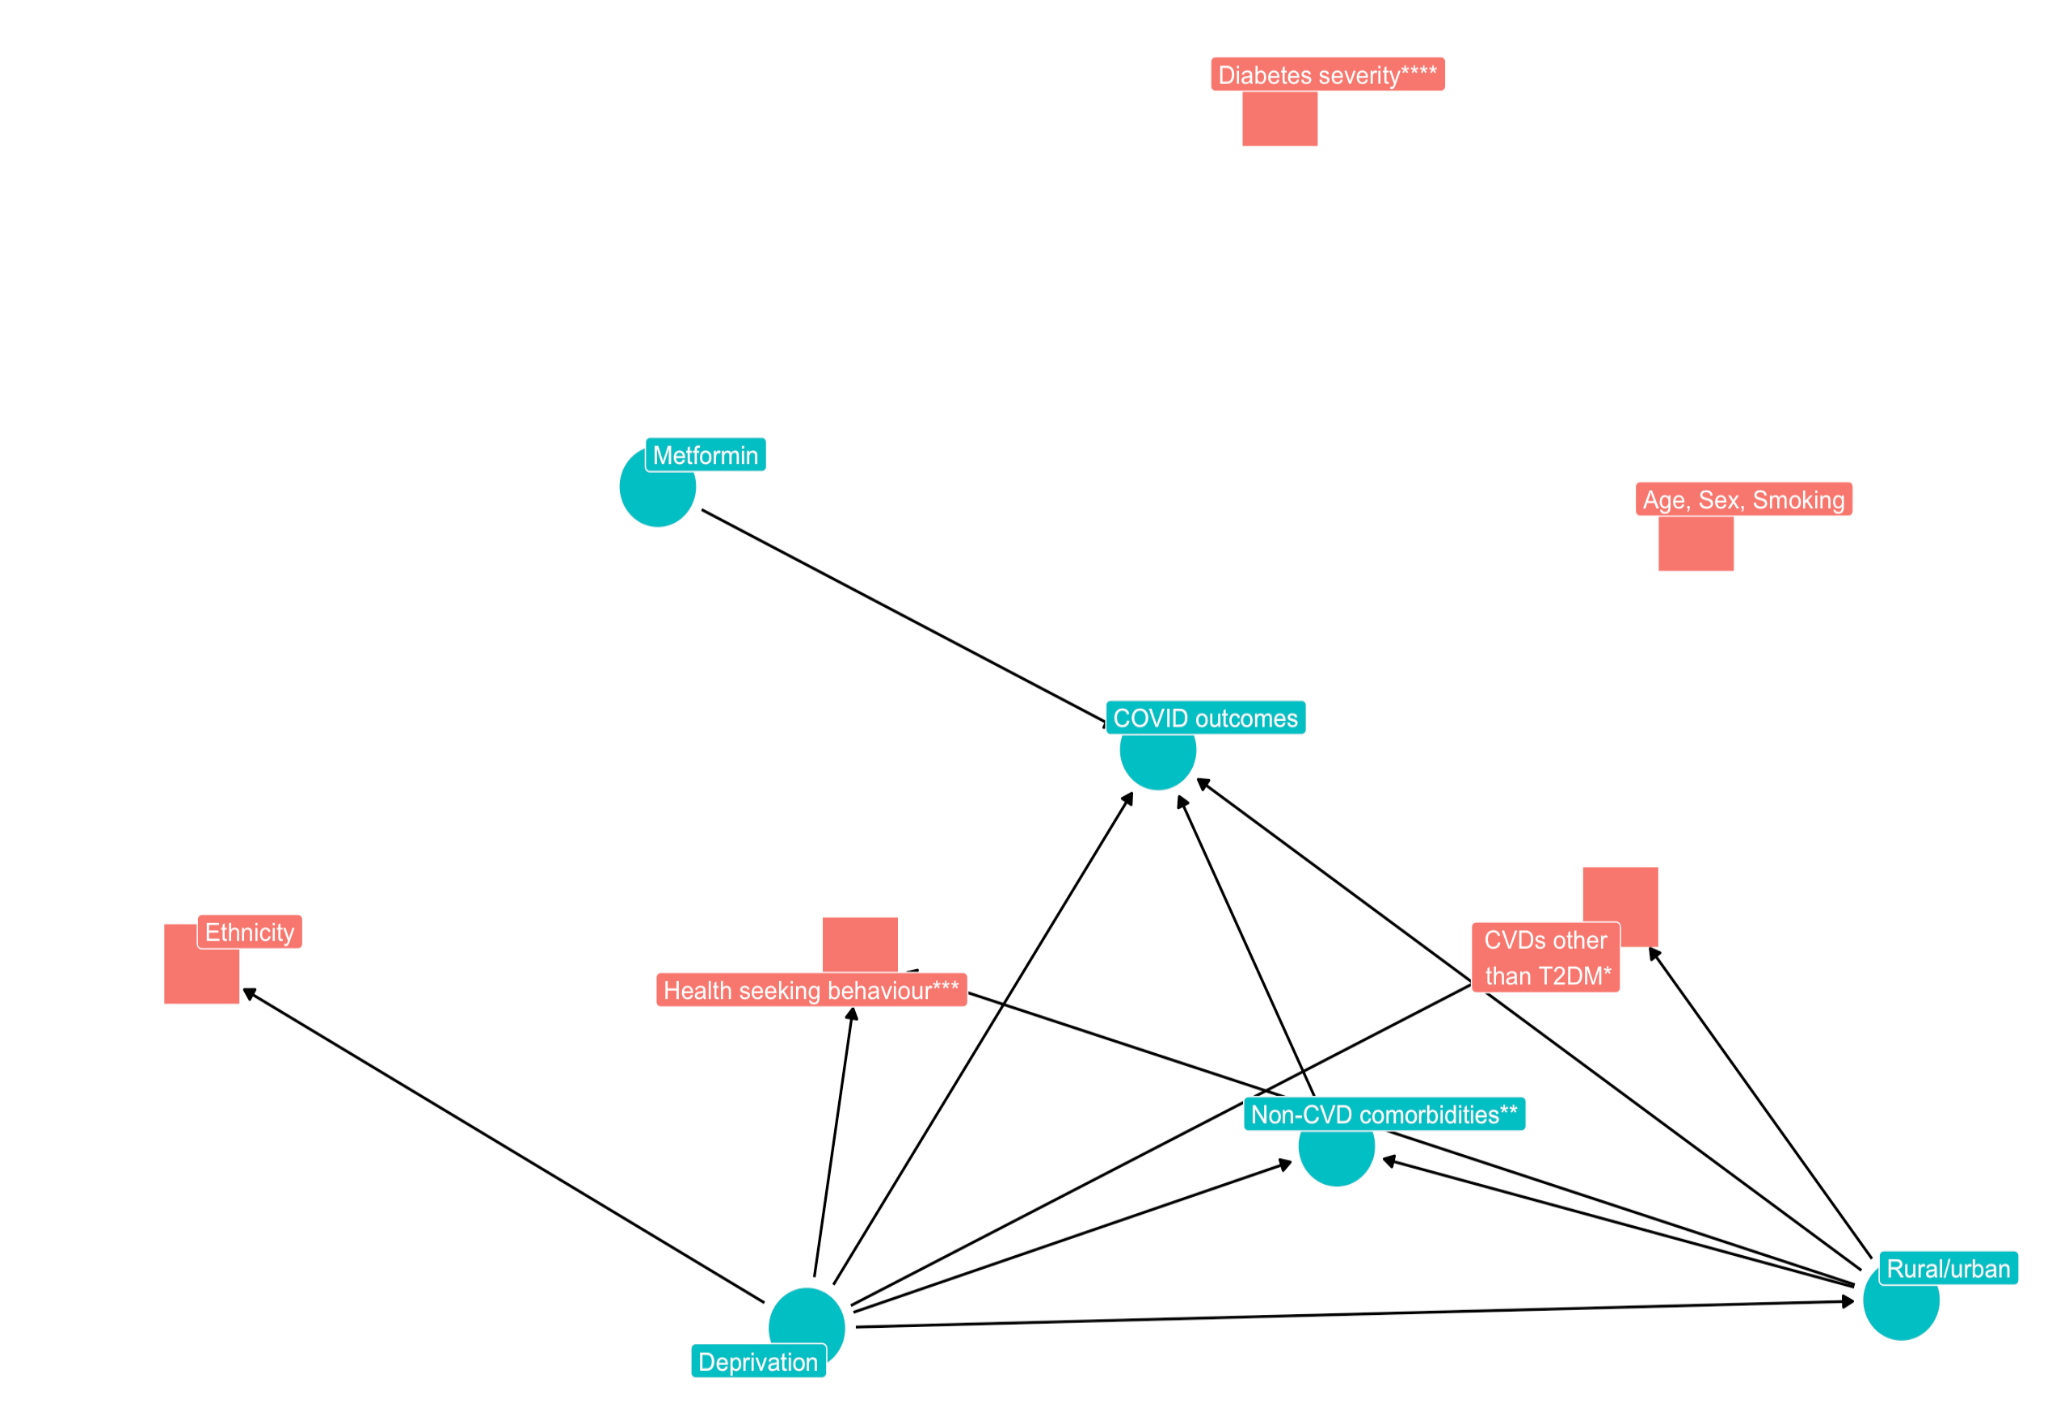 Diabetes severity****
Metformin
Age, Sex, Smoking
COVID outcomes
Ethnicity
CVDs other
than T2DM*
Health seeking behaviour***
Non-CVD comorbidities**
Rural/urban
Deprivation